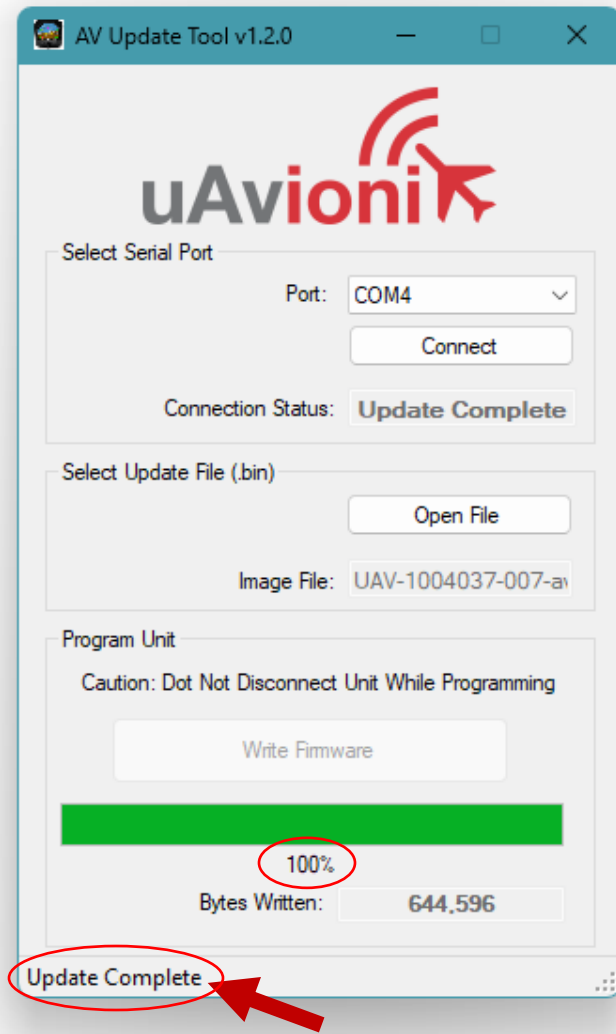 AV Update Tool v1.2.0
uAvionix
Select Serial Port
Port: COM4
Connect
Connection Status: Update Complete
Select Update File (.bin)
Open File
Image File: UAV-1004037-007-av
Program Unit
Caution: Dot Not Disconnect Unit While Programming
Write Firmware
100%
Bytes Written: 644,596
Update Complete